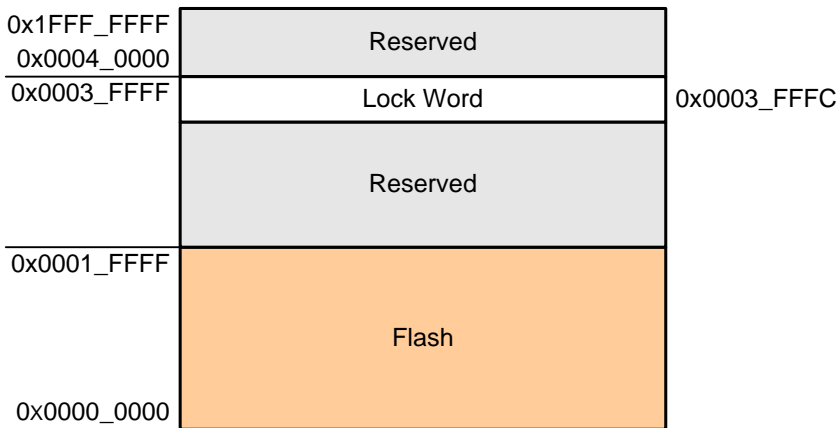 0x1FFF_FFFF
Reserved
0x0004_0000
0x0003_FFFF
Lock Word
0x0003_FFFC
Reserved
0x0001_FFFF
Flash
0x0000_0000